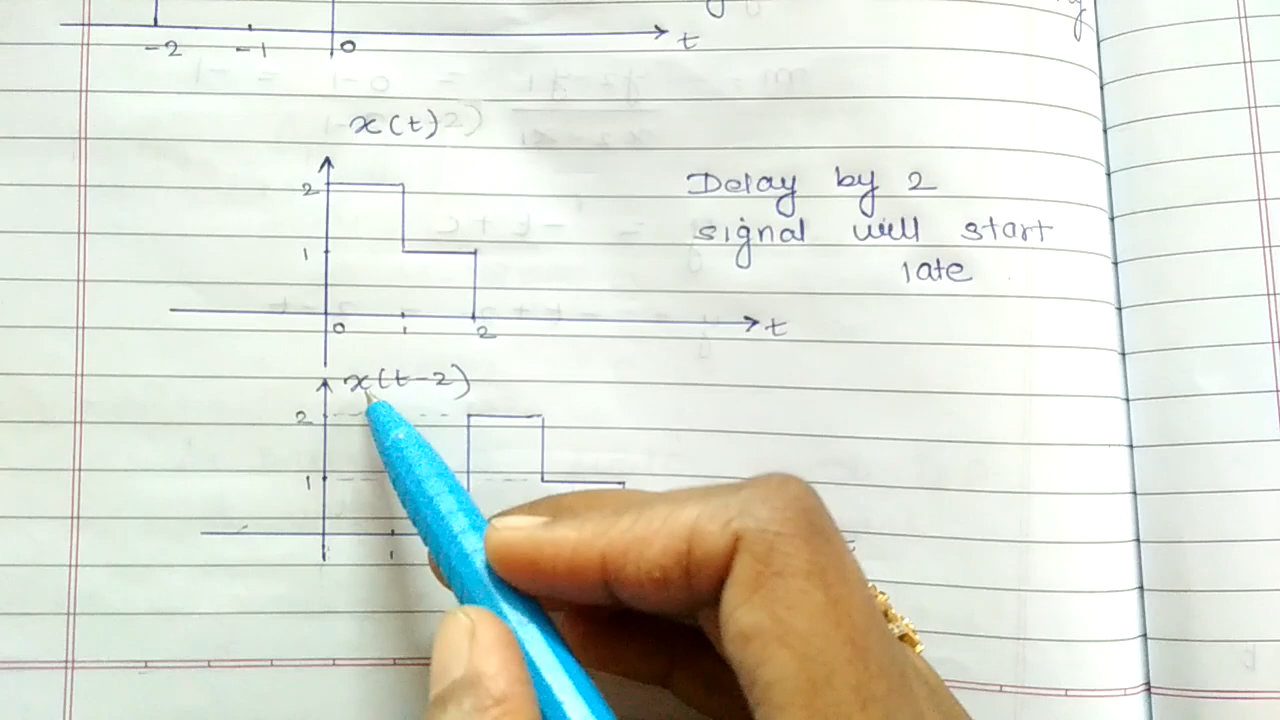 -2 -1 0 t
x(t)
2
1
0 1 2 t
Delay by 2
signal will start
late
x(t-2)
2
1
1